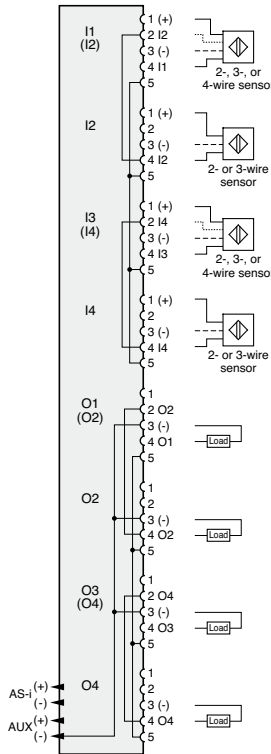 I1
(I2)
1 (+)
2 I2
3 (-)
4 I1
5
2-, 3-, or
4-wire senso
I2
1 (+)
2
3 (-)
4 I2
5
2- or 3-wire
sensor
I3
(I4)
1 (+)
2 I4
3 (-)
4 I3
5
2-, 3-, or
4-wire senso
I4
1 (+)
2
3 (-)
4 I4
5
2- or 3-wire
sensor
O1
(O2)
1
2 O2
3 (-)
4 O1
5
Load
O2
1
2
3 (-)
4 O2
5
Load
O3
(O4)
1
2 O4
3 (-)
4 O3
5
Load
O4
1
2
3 (-)
4 O4
5
Load
AS-i (+)
(-)
AUX (+)
(-)